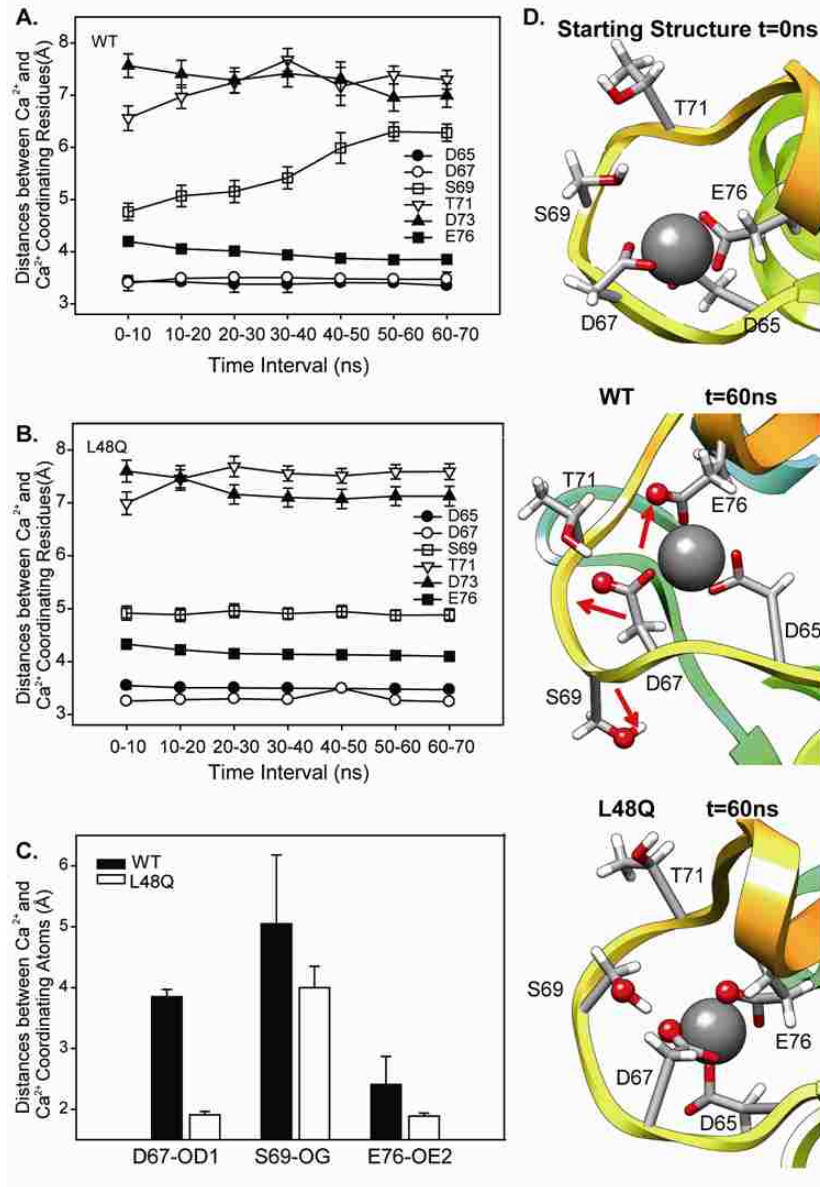 A.
WT
Distances between Ca²⁺ and
Ca²⁺ Coordinating Residues(Å)
8
7
6
5
4
3
D65
D67
S69
T71
D73
E76
0-10 10-20 20-30 30-40 40-50 50-60 60-70
Time Interval (ns)
B.
L48Q
Distances between Ca²⁺ and
Ca²⁺ Coordinating Residues(Å)
8
7
6
5
4
3
D65
D67
S69
T71
D73
E76
0-10 10-20 20-30 30-40 40-50 50-60 60-70
Time Interval (ns)
C.
WT
L48Q
Distances between Ca²⁺ and
Ca²⁺ Coordinating Atoms (Å)
6
5
4
3
2
D67-OD1 S69-OG E76-OE2
D.
Starting Structure t=0ns
T71
S69
E76
D67
D65
WT t=60ns
T71
E76
D65
S69
D67
L48Q t=60ns
T71
S69
E76
D67
D65